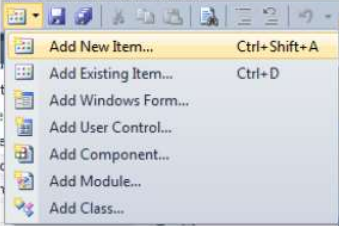 Add New Item... Ctrl+Shift+A
Add Existing Item... Ctrl+D
Add Windows Form...
Add User Control...
Add Component...
Add Module...
Add Class...